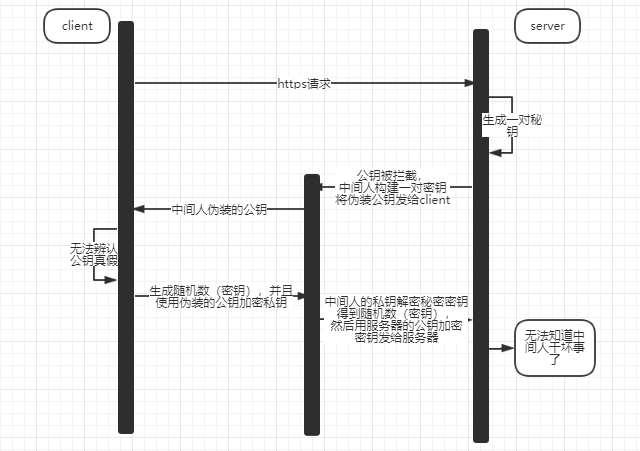 client
server
https请求
生成一对秘
钥
公钥被拦截，
中间人构建一对密钥
将伪装公钥发给client
中间人伪装的公钥
无法辨认
公钥真假
生成随机数（密钥），并且
使用伪装的公钥加密私钥
中间人的私钥解密秘密密钥
得到随机数（密钥），
然后用服务器的公钥加密
密钥发给服务器
无法知道中
间人干坏事
了